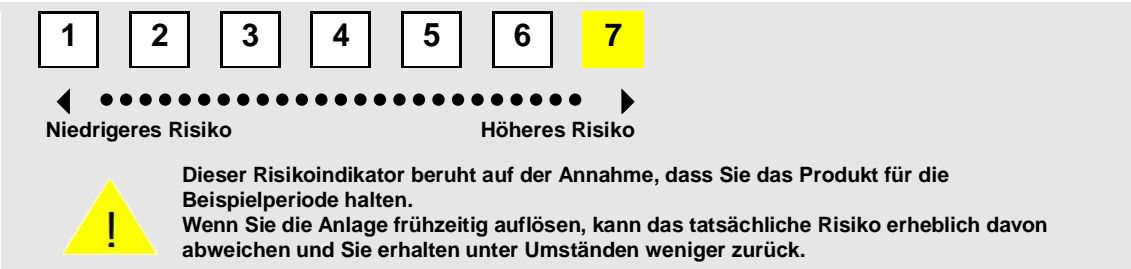 1 2 3 4 5 6 7
Niedrigeres Risiko Höheres Risiko
!
Dieser Risikoindikator beruht auf der Annahme, dass Sie das Produkt für die
Beispielperiode halten.
Wenn Sie die Anlage frühzeitig auflösen, kann das tatsächliche Risiko erheblich davon
abweichen und Sie erhalten unter Umständen weniger zurück.